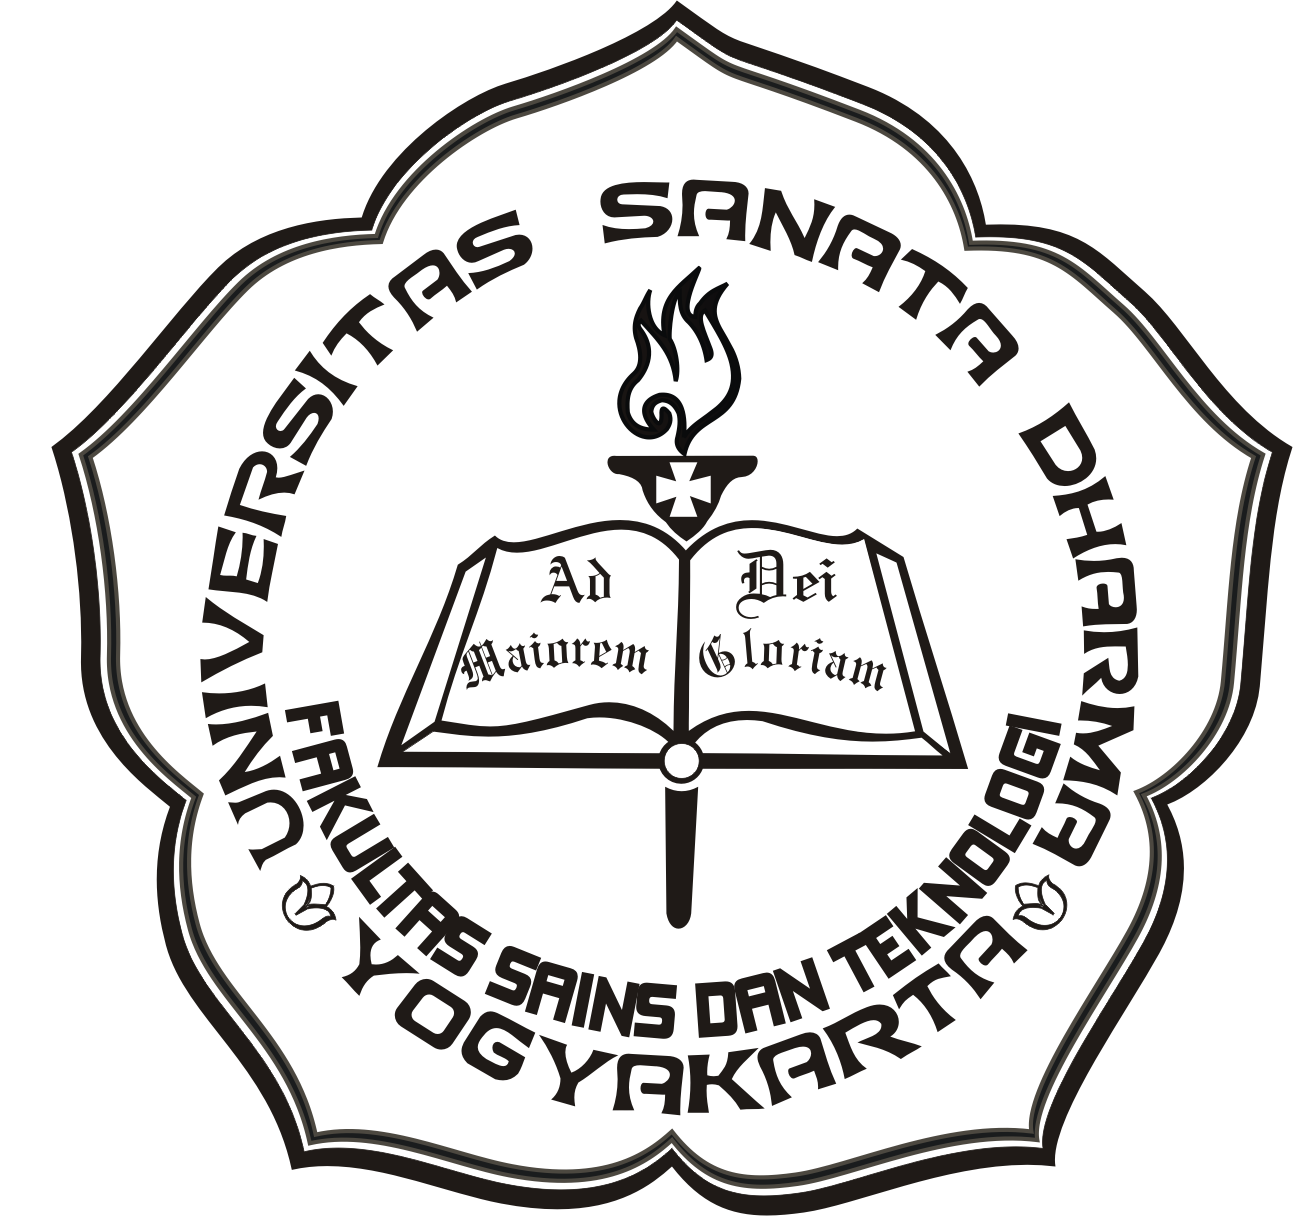 UNIVERSITAS SANATA DHARMA
Ad
Maiorem
Dei
Gloriam
FAKULTAS SAINS DAN TEKNOLOGI
YOGYAKARTA